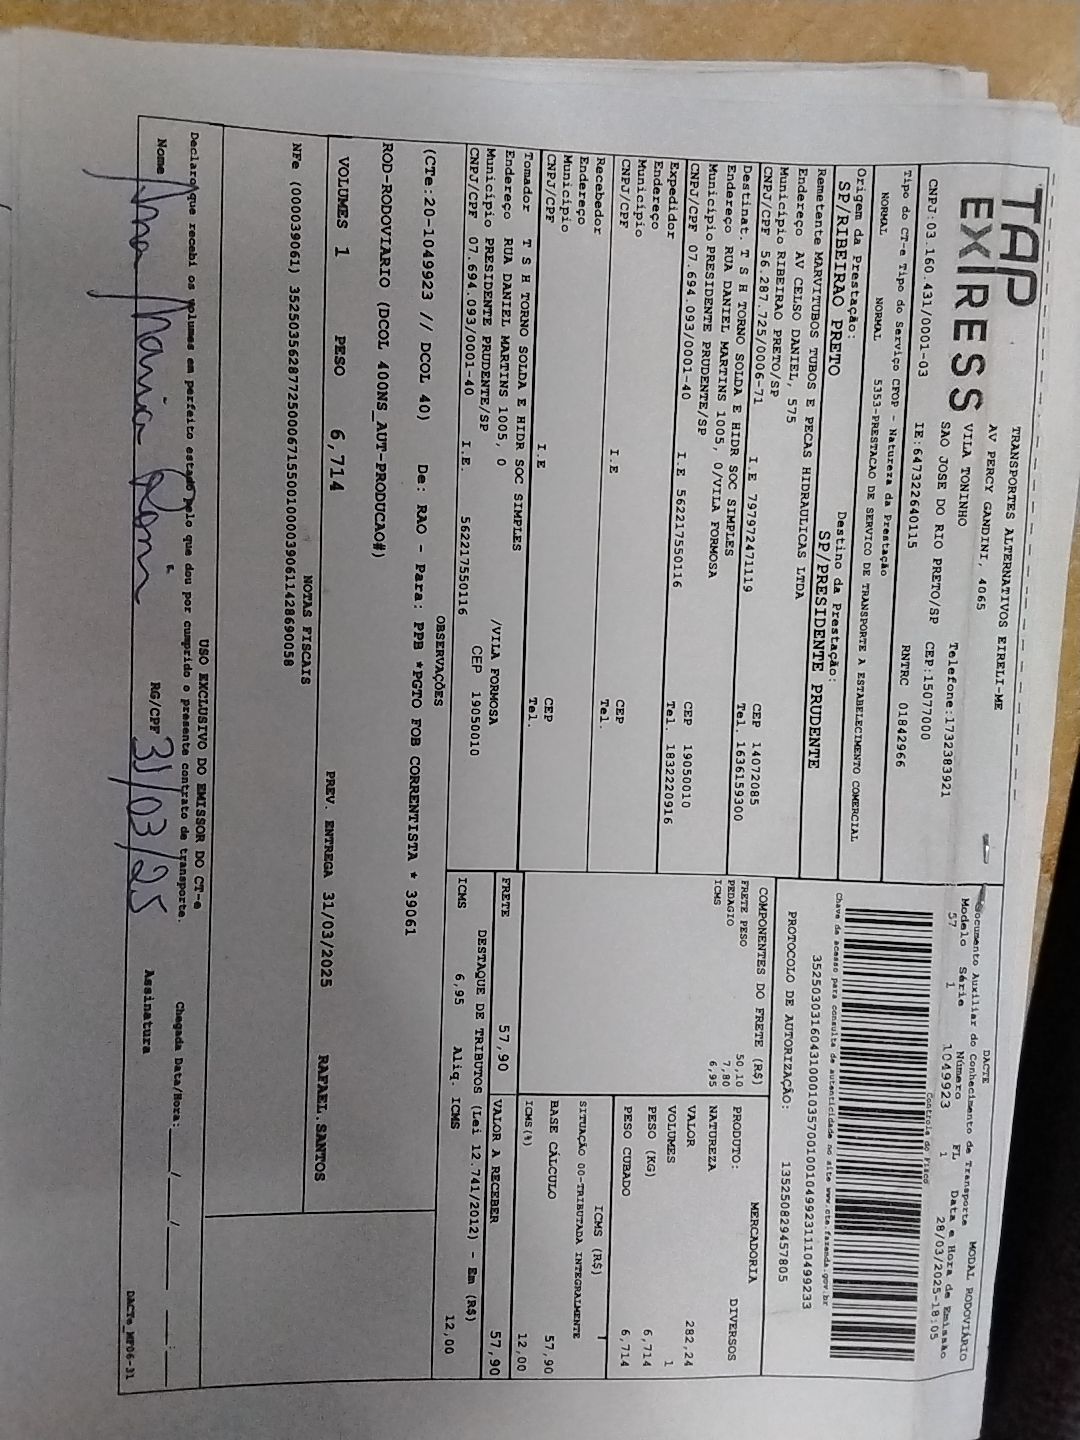 TAP
EXPRESS
TRANSPORTES ALTERNATIVOS EIRELI-ME
AV PERCY GANDINI, 4065
VILA TONINHO Telefone:1732383921
SAO JOSE DO RIO PRETO/SP CEP:15077000
CNPJ:03.160.431/0001-03 IE:647322640115 RNTRC 01842966
DACTE MODAL RODOVIÁRIO
Documento Auxiliar do Conhecimento de Transporte
Modelo Série Número FL Data e Hora de Emissão
57 1 1049923 1 28/03/2025-18:05
Controle do Fisco
Chave de acesso para consulta de autenticidade no site www.cte.fazenda.gov.br
35250303160431000103570010010499231110499233
PROTOCOLO DE AUTORIZAÇÃO: 135250829457805
Tipo do CT-e Tipo do Serviço CFOP - Natureza da Prestação
NORMAL NORMAL 5353-PRESTACAO DE SERVICO DE TRANSPORTE A ESTABELECIMENTO COMERCIAL
Origem da Prestação: Destino da Prestação:
SP/RIBEIRAO PRETO SP/PRESIDENTE PRUDENTE
Remetente MARVITUBOS TUBOS E PECAS HIDRAULICAS LTDA
Endereço AV CELSO DANIEL, 575
Município RIBEIRAO PRETO/SP CEP 14072085
CNPJ/CPF 56.287.725/0006-71 I.E 797972471119 Tel. 1636159300
Destinat. T S H TORNO SOLDA E HIDR SOC SIMPLES
Endereço RUA DANIEL MARTINS 1005, 0/VILA FORMOSA
Município PRESIDENTE PRUDENTE/SP CEP 19050010
CNPJ/CPF 07.694.093/0001-40 I.E 562217550116 Tel. 1832220916
Expedidor
Endereço
Município CEP
CNPJ/CPF I.E Tel.
Recebedor
Endereço
Município CEP
CNPJ/CPF I.E Tel.
Tomador T S H TORNO SOLDA E HIDR SOC SIMPLES
Endereço RUA DANIEL MARTINS 1005, 0 /VILA FORMOSA
Município PRESIDENTE PRUDENTE/SP CEP 19050010
CNPJ/CPF 07.694.093/0001-40 I.E. 562217550116
COMPONENTES DO FRETE (R$)
FRETE PESO 50,10
PEDAGIO 7,80
ICMS 6,95
PRODUTO: MERCADORIA
NATUREZA DIVERSOS
VALOR 282,24
VOLUMES 1
PESO (KG) 6,714
PESO CUBADO 6,714
ICMS (R$)
SITUAÇÃO 00-TRIBUTADA INTEGRALMENTE
BASE CÁLCULO 57,90
ICMS(%) 12,00
FRETE 57,90 VALOR A RECEBER 57,90
DESTAQUE DE TRIBUTOS (Lei 12.741/2012) - Em (R$)
ICMS 6,95 Aliq. ICMS 12,00
OBSERVAÇÕES
(CTe:20-1049923 // DCOL 40) De: RAO - Para: PPB *PGTO FOB CORRENTISTA * 39061
ROD-RODOVIARIO (DCOL 400NS_AUT-PRODUCAO#)
VOLUMES 1 PESO 6,714 PREV. ENTREGA 31/03/2025 RAFAEL.SANTOS
NOTAS FISCAIS
NFe (000039061) 35250356287725000671550010000390611428690058
USO EXCLUSIVO DO EMISSOR DO CT-e
Declaro que recebi os volumes em perfeito estado pelo que dou por cumprido o presente contrato de transporte.
Chegada Data/Hora:__/__/__ __:__
Nome Ana Maria RG/CPF 31/03/25 Assinatura
DACTe_MP06-31